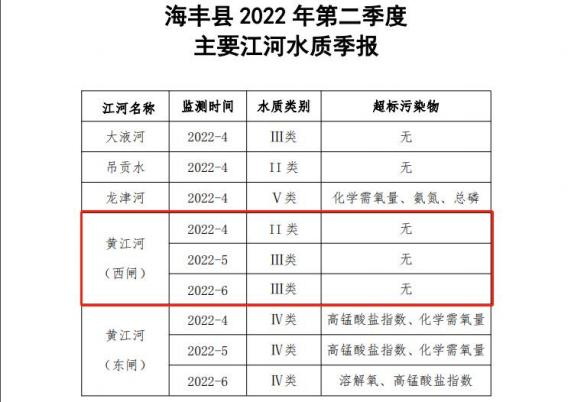 海丰县 2022 年第二季度
主要江河水质季报
江河名称 监测时间 水质类别 超标污染物
大液河 2022-4 III类 无
吊贡水 2022-4 II 类 无
龙津河 2022-4 V 类 化学需氧量、氨氮、总磷
黄江河
（西闸）
2022-4 II 类 无
2022-5 III类 无
2022-6 III类 无
黄江河
（东闸）
2022-4 IV类 高锰酸盐指数、化学需氧量
2022-5 IV类 高锰酸盐指数、化学需氧量
2022-6 IV类 溶解氧、高锰酸盐指数